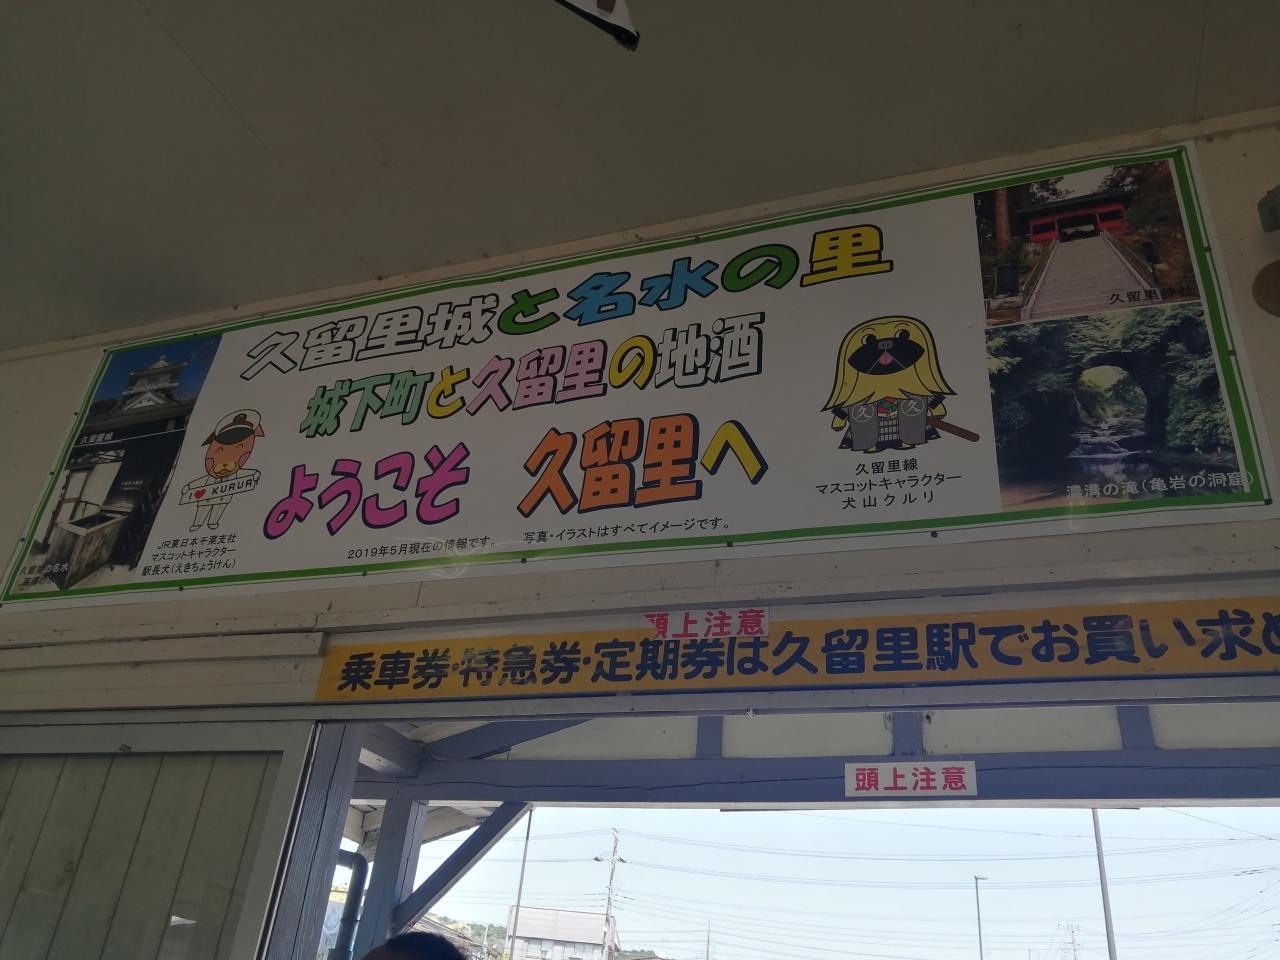 久留里城と名水の里
城下町と久留里の地酒
ようこそ 久留里へ
久留里城
久留里の名水
I ♥ KURURI
JR東日本千葉支社
マスコットキャラクター
駅長犬(えきちょうけん)
2019年5月現在の情報です。 写真・イラストはすべてイメージです。
久 久
久留里線
マスコットキャラクター
犬山クルリ
久留里神社
濃溝の滝(亀岩の洞窟)
頭上注意
乗車券・特急券・定期券は久留里駅でお買い求め
頭上注意